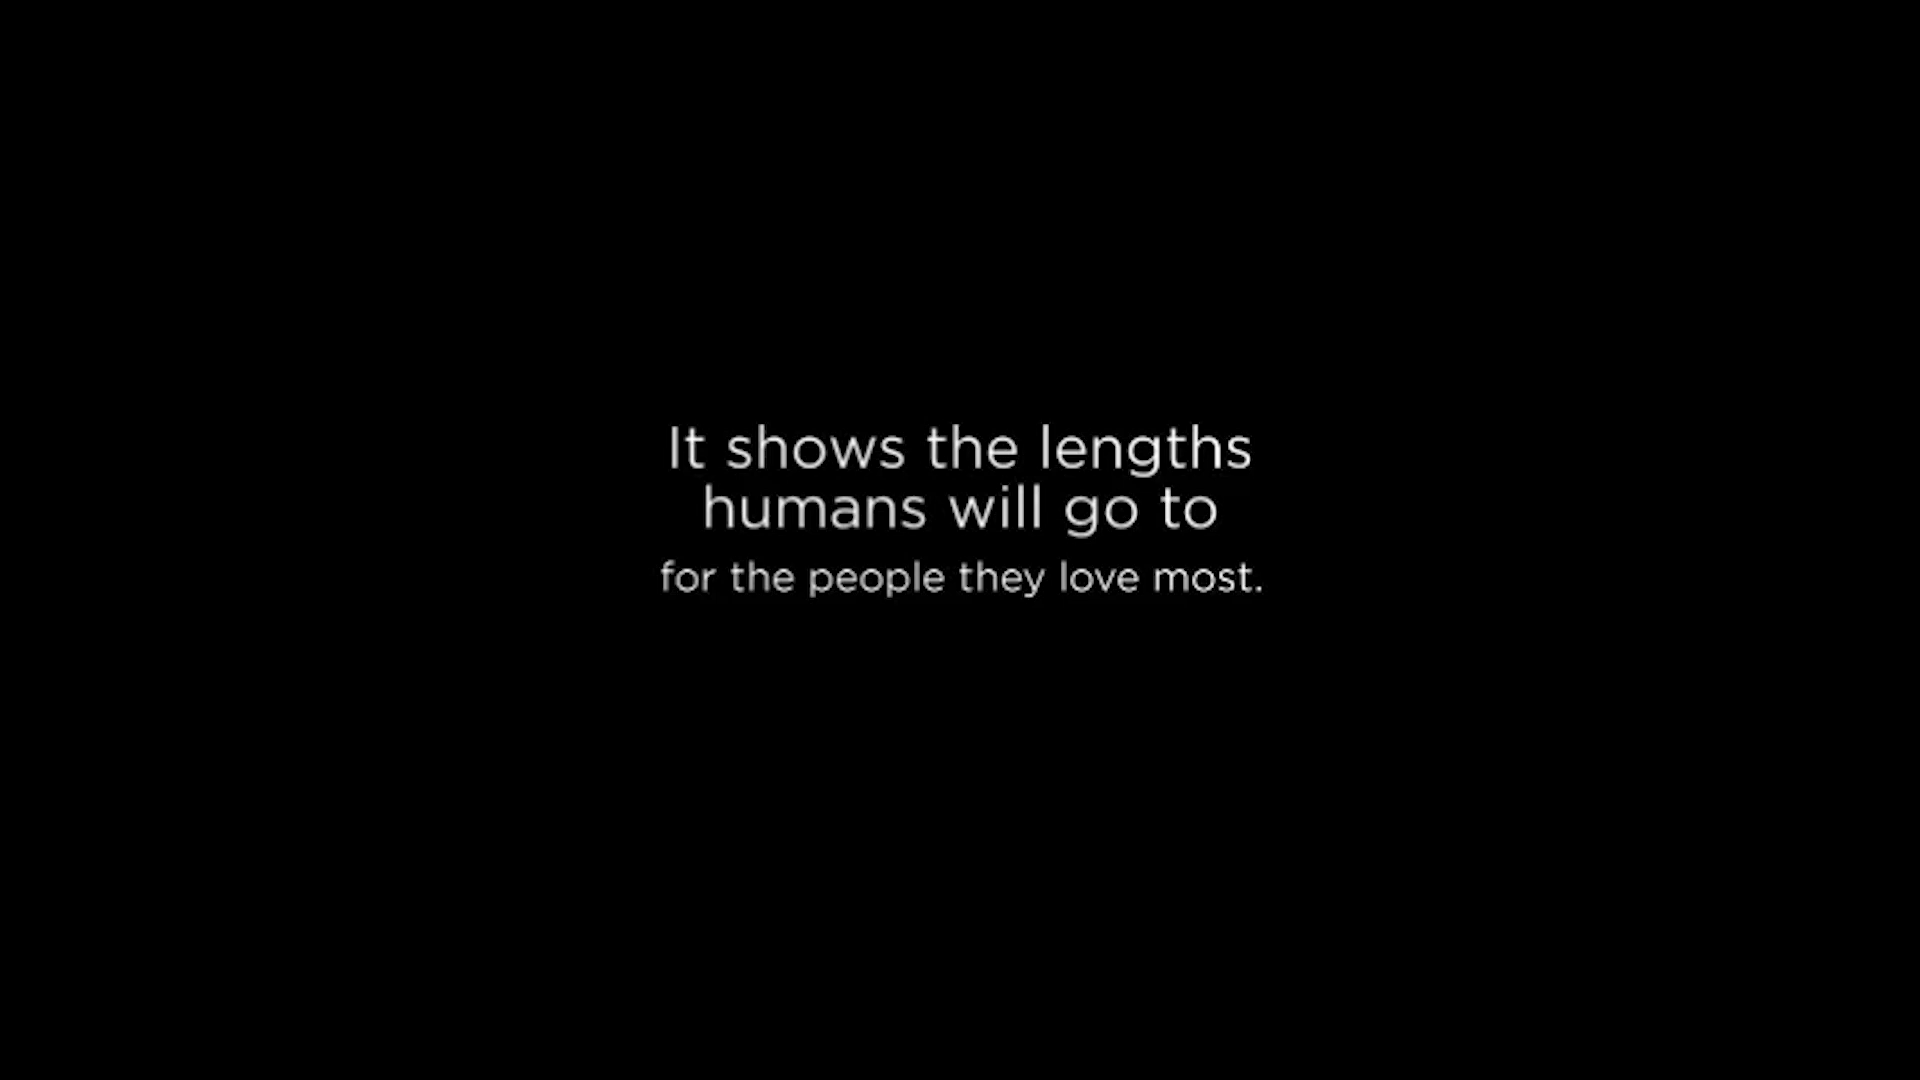 It shows the lengths
humans will go to
for the people they love most.